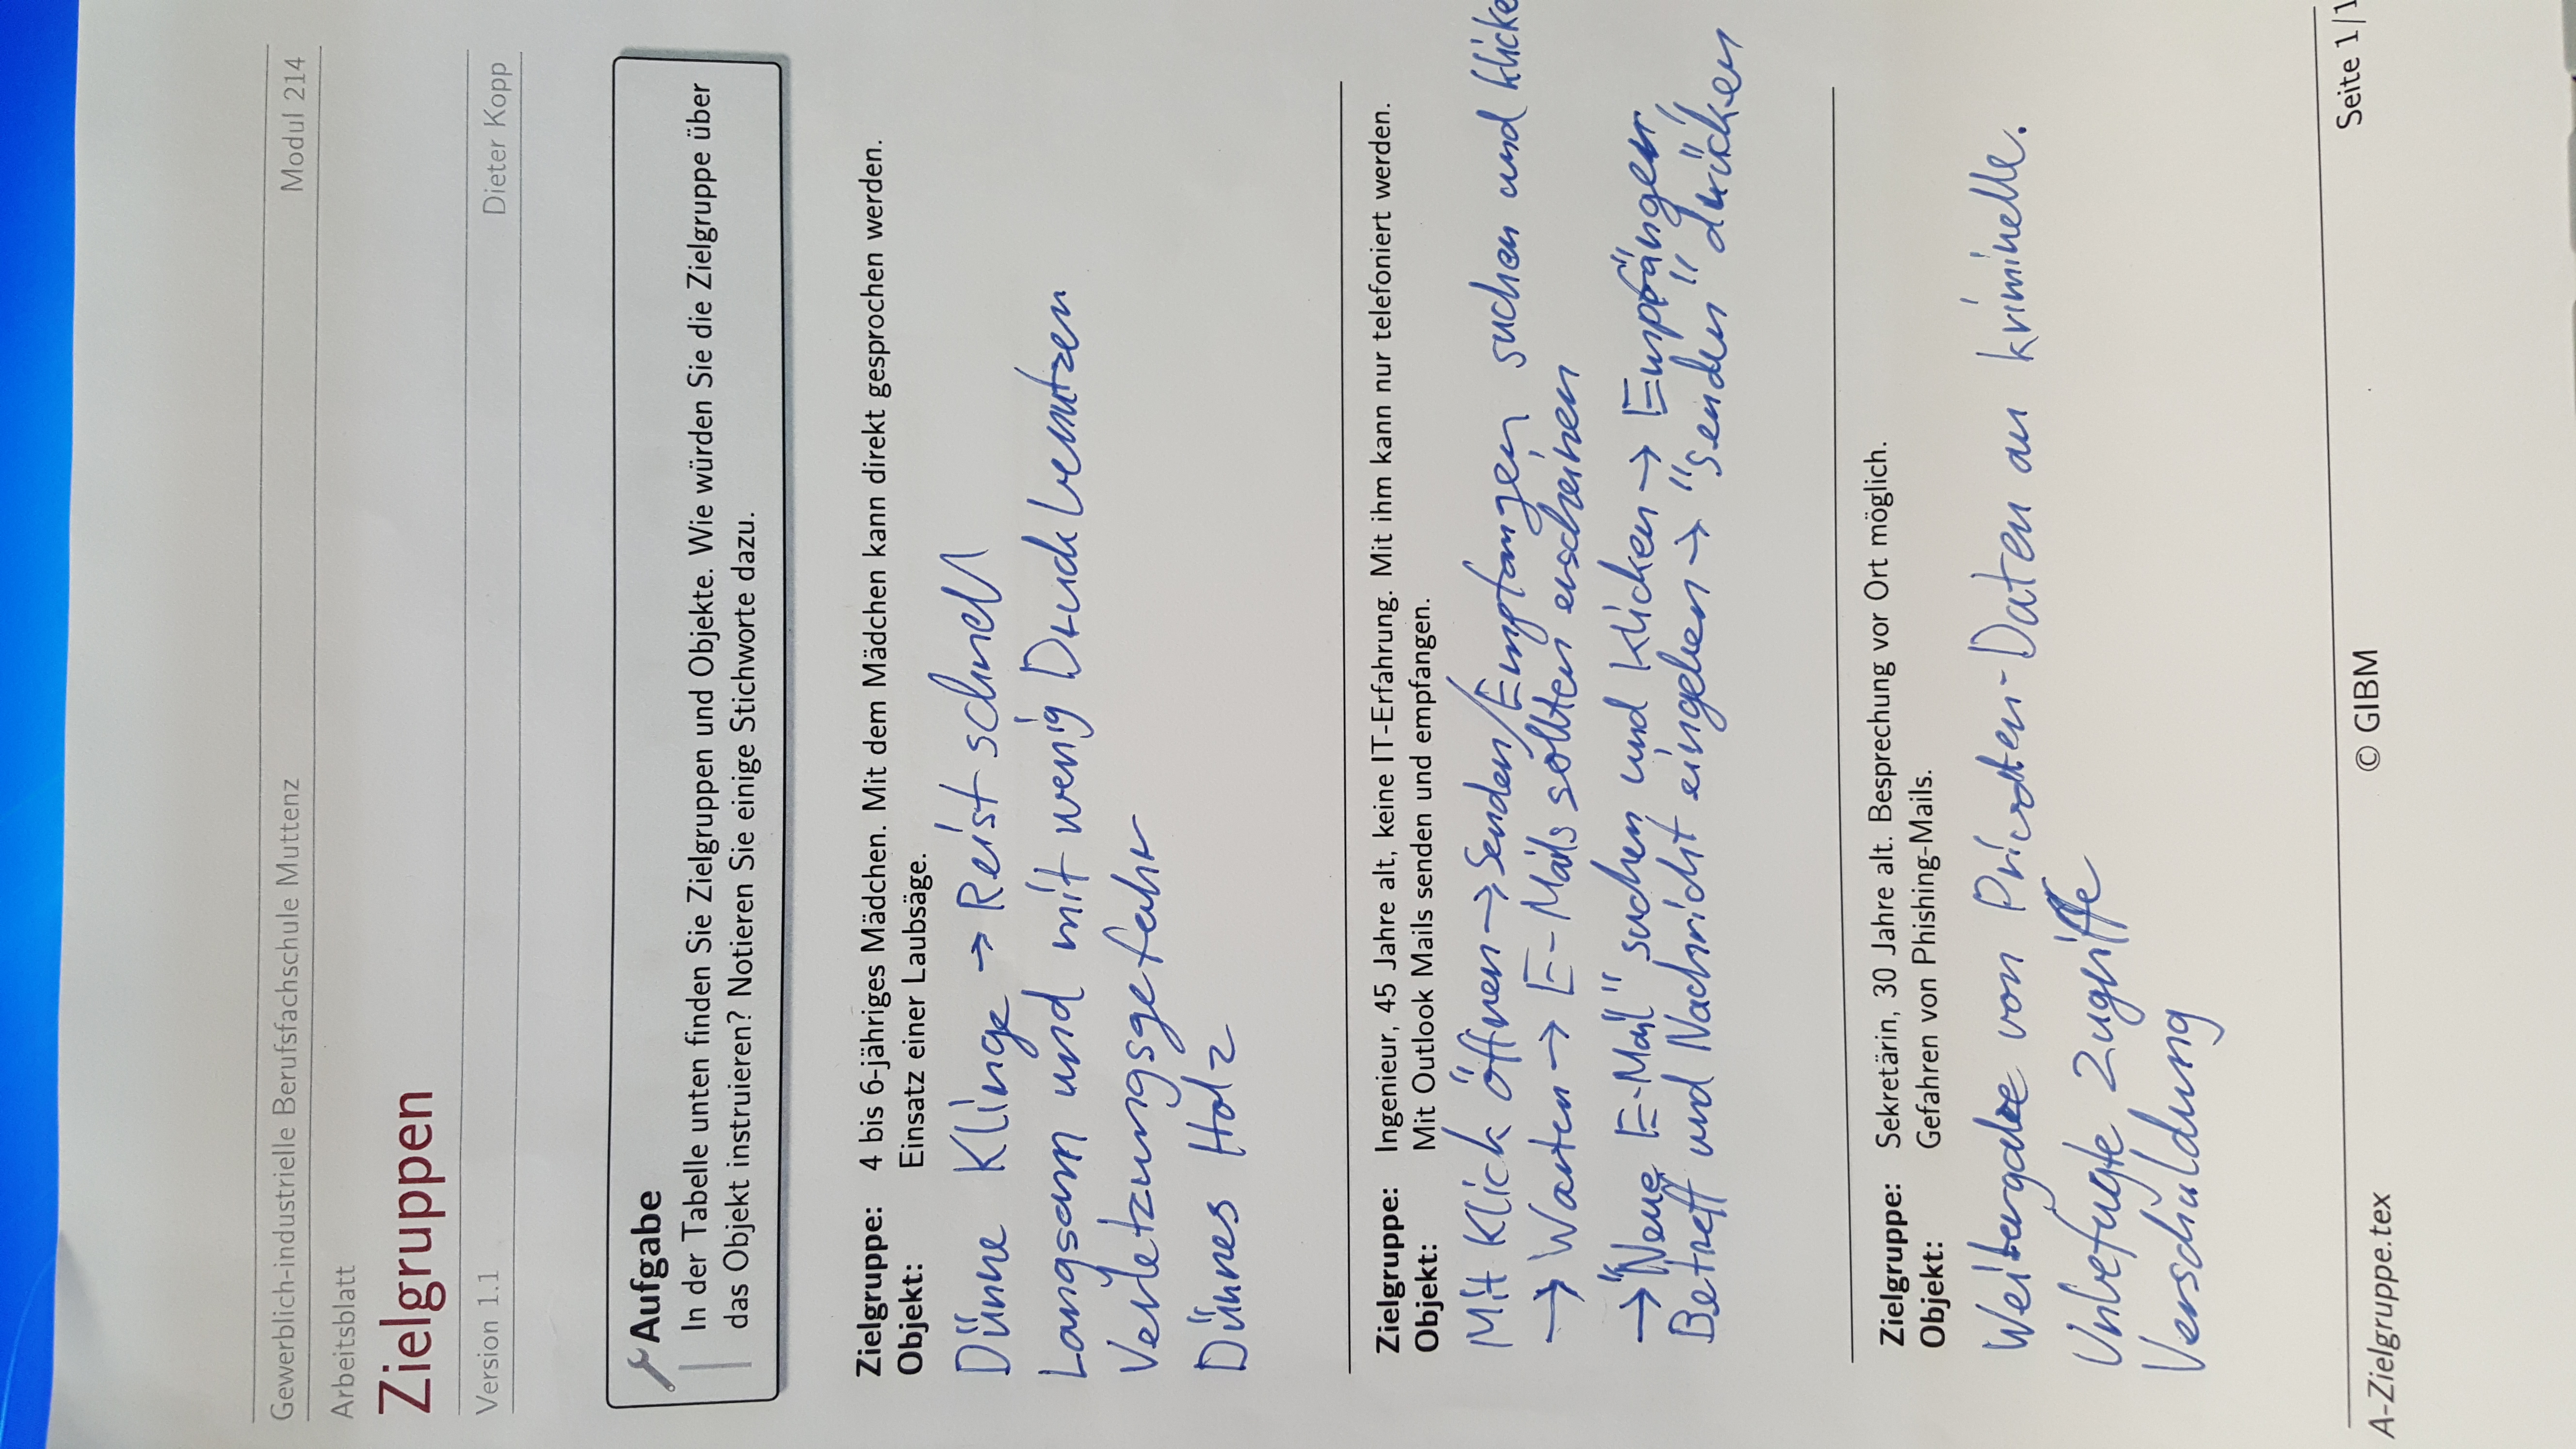 Gewerblich-industrielle Berufsfachschule Muttenz Modul 214
Arbeitsblatt
Zielgruppen
Version 1.1 Dieter Kopp
Aufgabe
In der Tabelle unten finden Sie Zielgruppen und Objekte. Wie würden Sie die Zielgruppe über
das Objekt instruieren? Notieren Sie einige Stichworte dazu.
Zielgruppe: 4 bis 6-jähriges Mädchen. Mit dem Mädchen kann direkt gesprochen werden.
Objekt: Einsatz einer Laubsäge.
Dünne Klinge → Reist schnell
Langsam und mit wenig Druck benutzen
Verletzungsgefahr
Dünnes Holz
Zielgruppe: Ingenieur, 45 Jahre alt, keine IT-Erfahrung. Mit ihm kann nur telefoniert werden.
Objekt: Mit Outlook Mails senden und empfangen.
Mit Klick öffnen → Senden/Empfangen suchen und klicke
→ Warten → E-Mails sollten erscheinen
→ "Neue E-Mail" suchen und klicken → Empfänger,
Betreff und Nachricht eingeben → "senden" drücken
Zielgruppe: Sekretärin, 30 Jahre alt. Besprechung vor Ort möglich.
Objekt: Gefahren von Phishing-Mails.
Weitergabe von Privaten-Daten an kriminelle.
Unbefugte Zugriffe
Verschuldung
A-Zielgruppe.tex © GIBM Seite 1/1